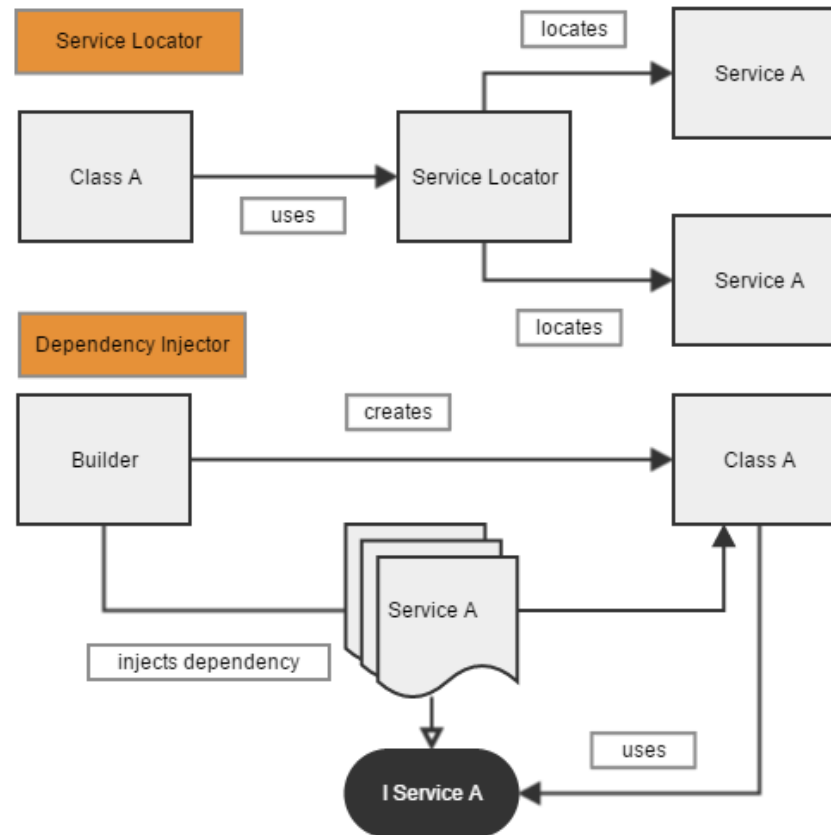 Service Locator
locates
Service A
Class A
Service Locator
uses
Service A
locates
Dependency Injector
creates
Builder
Class A
Service A
injects dependency
uses
I Service A